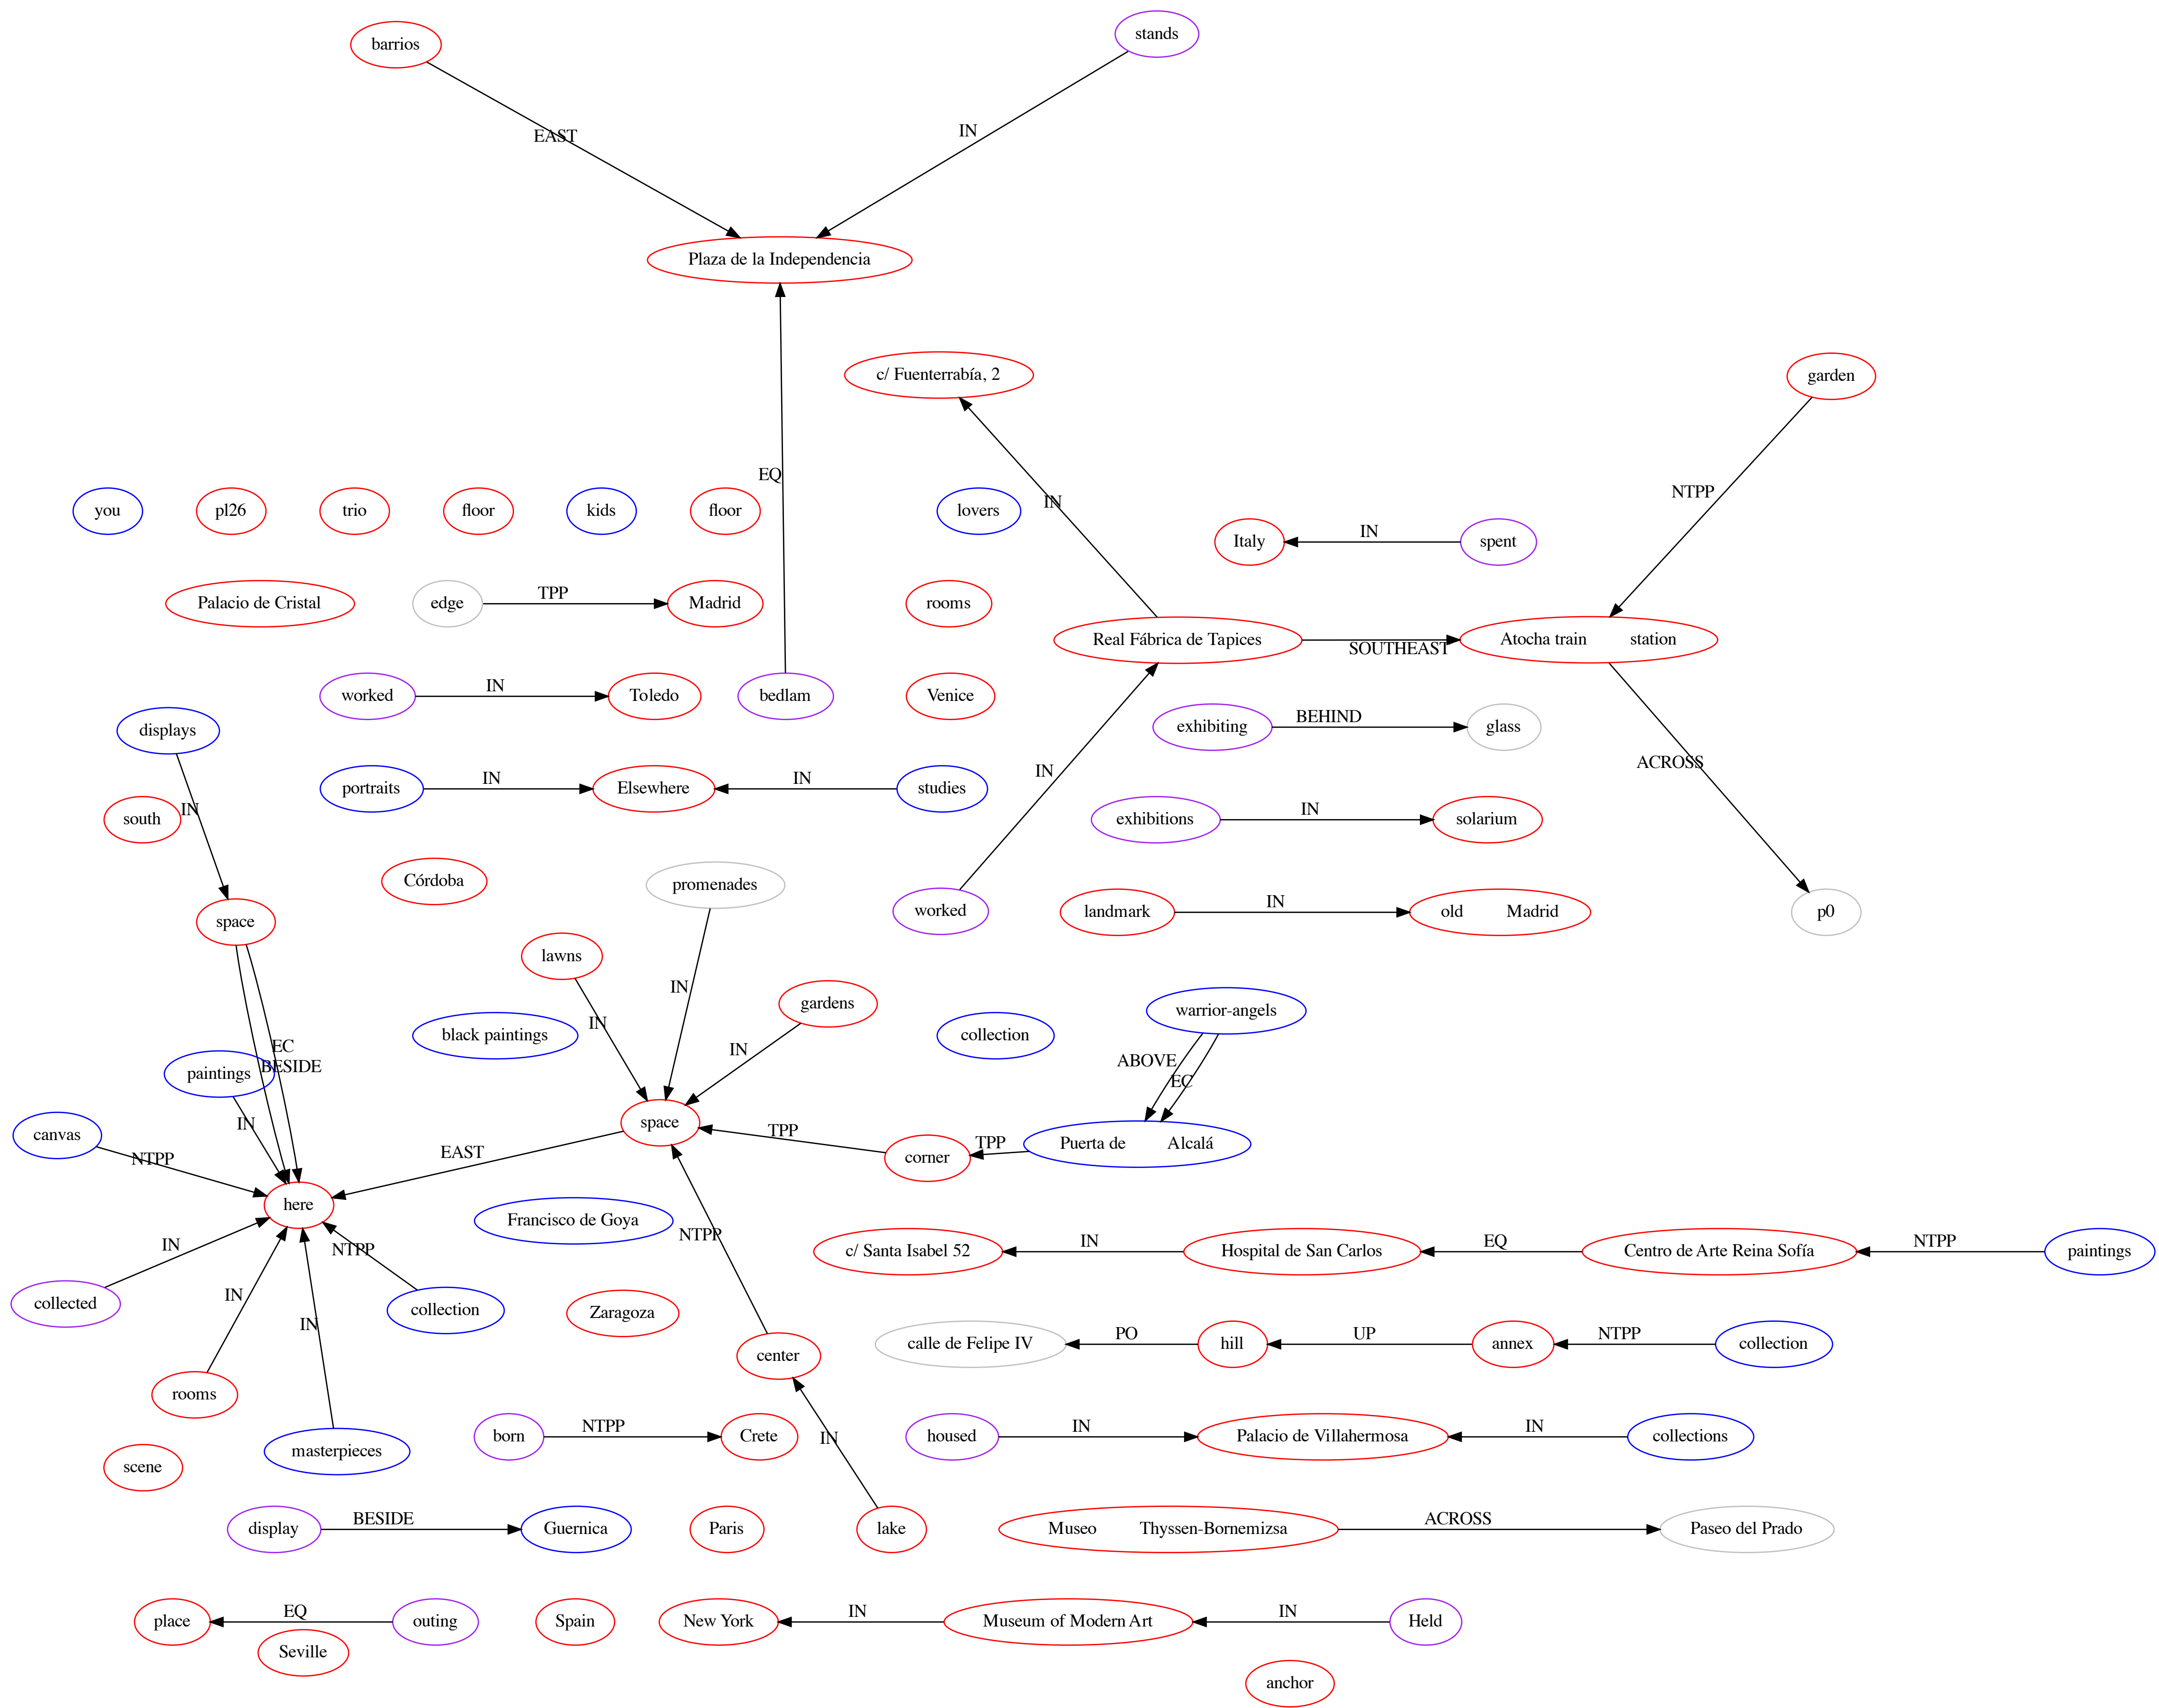 barrios
stands
EAST
IN
Plaza de la Independencia
c/ Fuenterrabía, 2
garden
EQ
IN
NTPP
you
pl26
trio
floor
kids
floor
lovers
Italy
IN
spent
Palacio de Cristal
edge
TPP
Madrid
rooms
Real Fábrica de Tapices
SOUTHEAST
Atocha train station
worked
IN
Toledo
bedlam
Venice
displays
exhibiting
BEHIND
glass
ACROSS
IN
portraits
IN
Elsewhere
IN
studies
IN
south
exhibitions
IN
solarium
Córdoba
promenades
space
worked
landmark
IN
old Madrid
p0
lawns
IN
gardens
warrior-angels
IN
black paintings
IN
collection
EC
BESIDE
paintings
ABOVE
EC
canvas
IN
space
TPP
corner
TPP
Puerta de Alcalá
NTPP
EAST
here
Francisco de Goya
NTPP
IN
NTPP
c/ Santa Isabel 52
IN
Hospital de San Carlos
EQ
Centro de Arte Reina Sofía
NTPP
paintings
collected
IN
IN
collection
Zaragoza
center
calle de Felipe IV
PO
hill
UP
annex
NTPP
collection
rooms
masterpieces
born
NTPP
Crete
IN
housed
IN
Palacio de Villahermosa
IN
collections
scene
display
BESIDE
Guernica
Paris
lake
Museo Thyssen-Bornemizsa
ACROSS
Paseo del Prado
place
EQ
outing
Spain
New York
IN
Museum of Modern Art
IN
Held
Seville
anchor